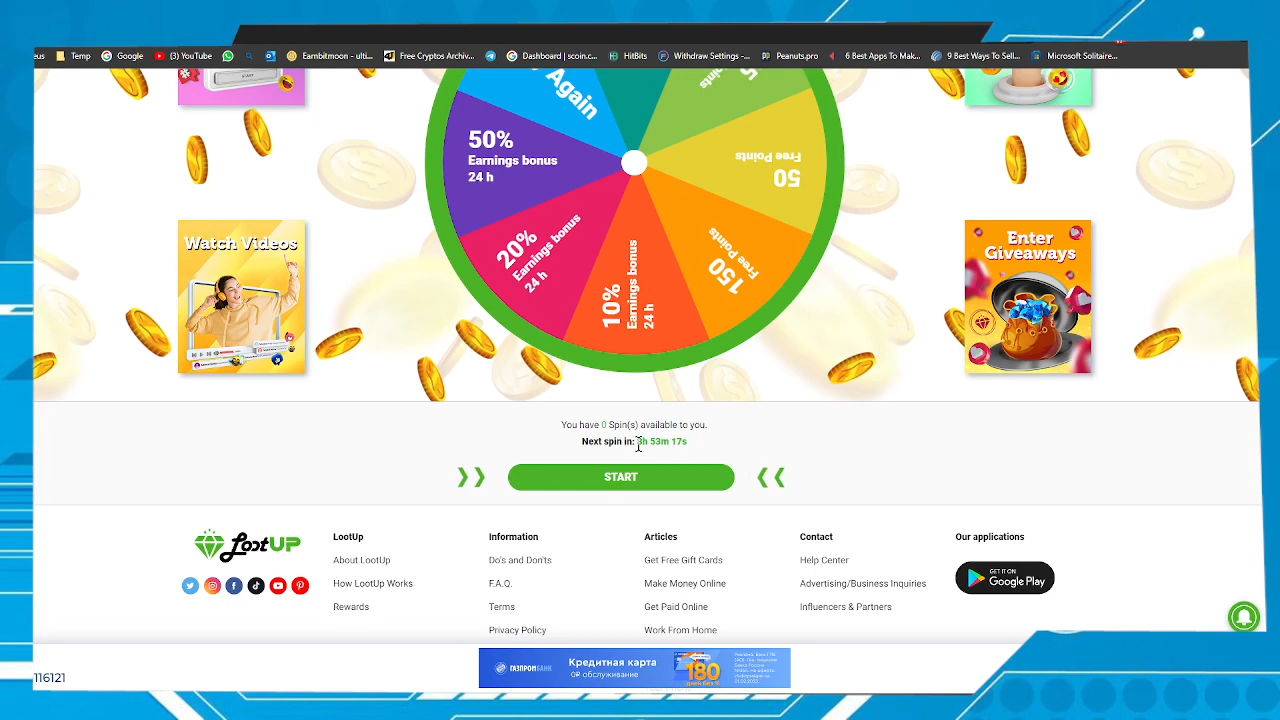 Temp
Google
(3) YouTube
Earnbitmoon - ulti...
Free Cryptos Archiv...
Dashboard | scoin.c...
HitBits
Withdraw Settings -...
Peanuts.pro
6 Best Apps To Mak...
9 Best Ways To Sell...
Microsoft Solitaire...
START
Again
Points
50%
Earnings bonus
24 h
50
Free Points
20%
Earnings bonus
24 h
10%
Earnings bonus
24 h
150
Free Points
Watch Videos
Enter
Giveaways
You have 0 Spin(s) available to you.
Next spin in: h 53m 17s
START
LootUP
LootUp
About LootUp
How LootUp Works
Rewards
Information
Do's and Don'ts
F.A.Q.
Terms
Privacy Policy
Articles
Get Free Gift Cards
Make Money Online
Get Paid Online
Work From Home
Contact
Help Center
Advertising/Business Inquiries
Influencers & Partners
Our applications
GET IT ON
Google Play
ГАЗПРОМБАНК
Кредитная карта
0₽ обслуживание
180
дней без %